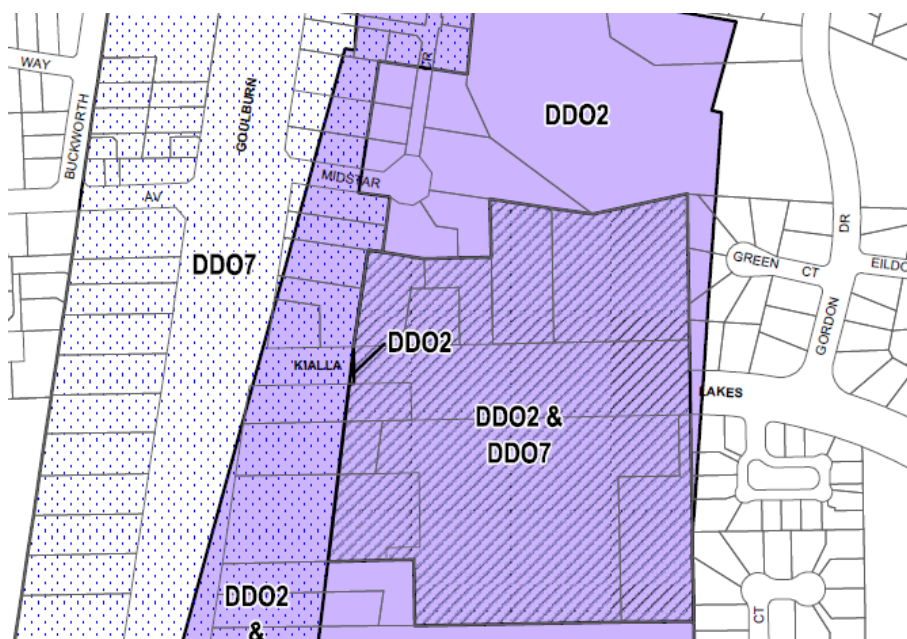 WAY
BUCKWORTH
AV
GOULBURN
CR
MIDSTAR
DDO2
DDO7
GREEN CT
DR
EILDO
GORDON
DDO2
KIALLA
LAKES
DDO2 &
DDO7
DDO2
&
CT